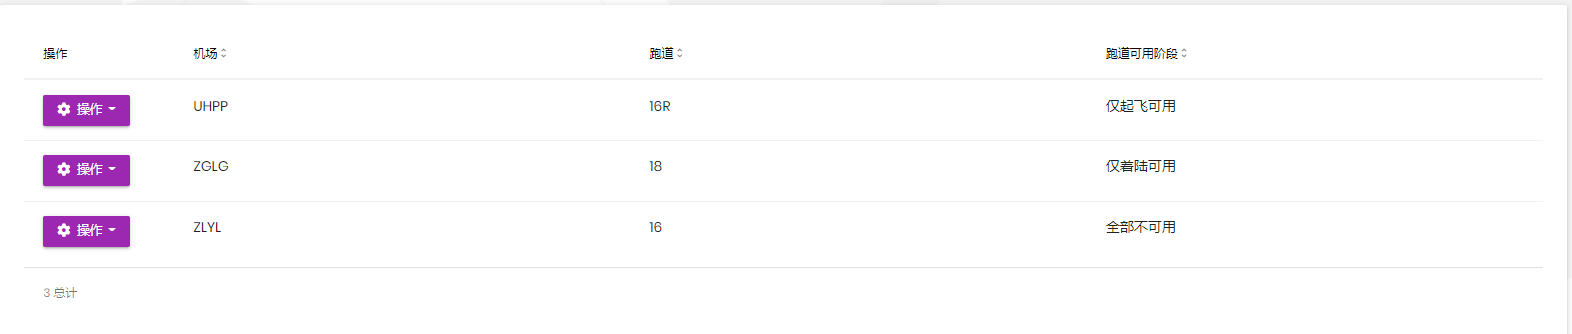 操作 机场 跑道 跑道可用阶段
操作 UHPP 16R 仅起飞可用
操作 ZGLG 18 仅着陆可用
操作 ZLYL 16 全部不可用
3 总计